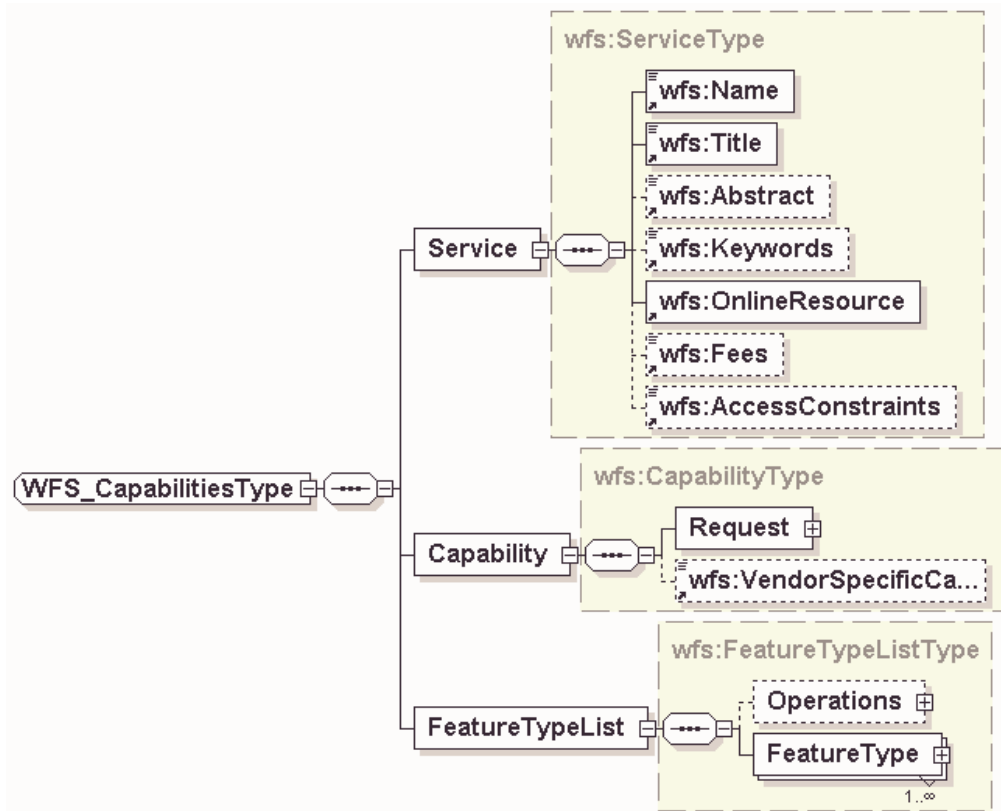 wfs:ServiceType
wfs:Name
wfs:Title
wfs:Abstract
Service
wfs:Keywords
wfs:OnlineResource
wfs:Fees
wfs:AccessConstraints
WFS_CapabilitiesType
wfs:CapabilityType
Request
Capability
wfs:VendorSpecificCa...
wfs:FeatureTypeListType
Operations
FeatureTypeList
FeatureType
1..∞